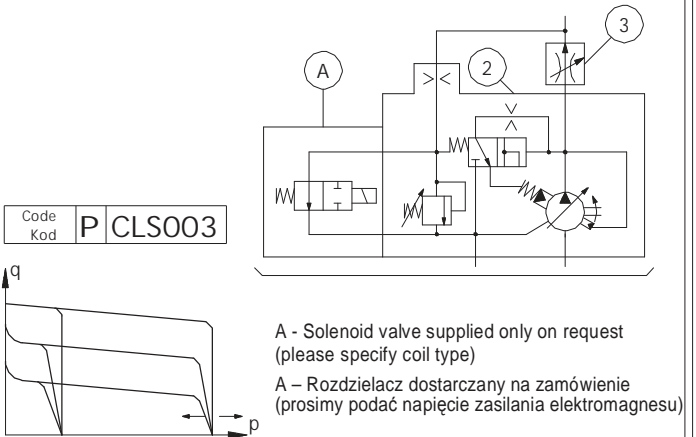 3
A
2
Code
Kod
P CLS003
q
p
A - Solenoid valve supplied only on request
(please specify coil type)
A – Rozdzielacz dostarczany na zamówienie
(prosimy podać napięcie zasilania elektromagnesu)